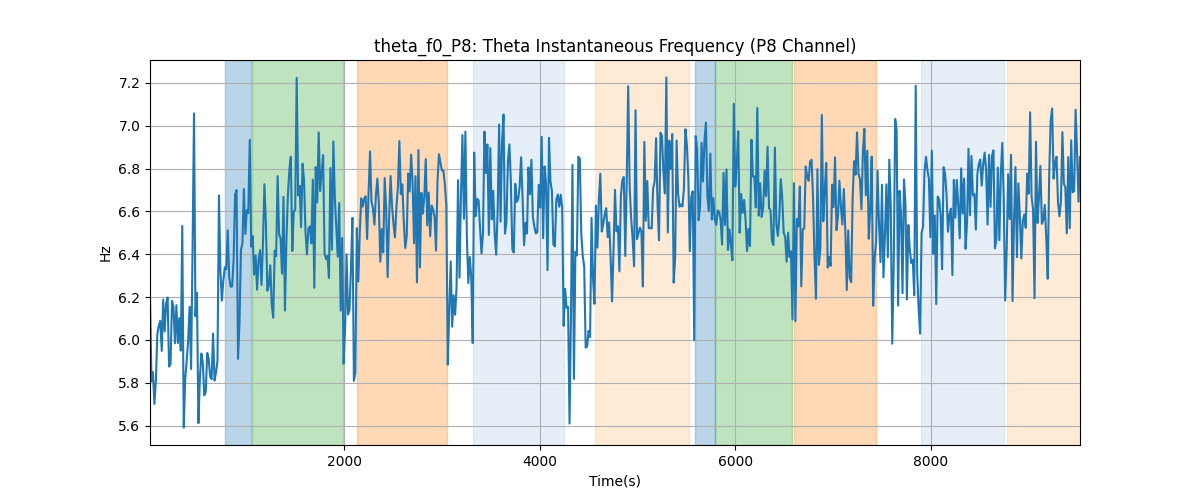 theta_f0_P8: Theta Instantaneous Frequency (P8 Channel)
Hz
7.2
7.0
6.8
6.6
6.4
6.2
6.0
5.8
5.6
2000 4000 6000 8000
Time(s)